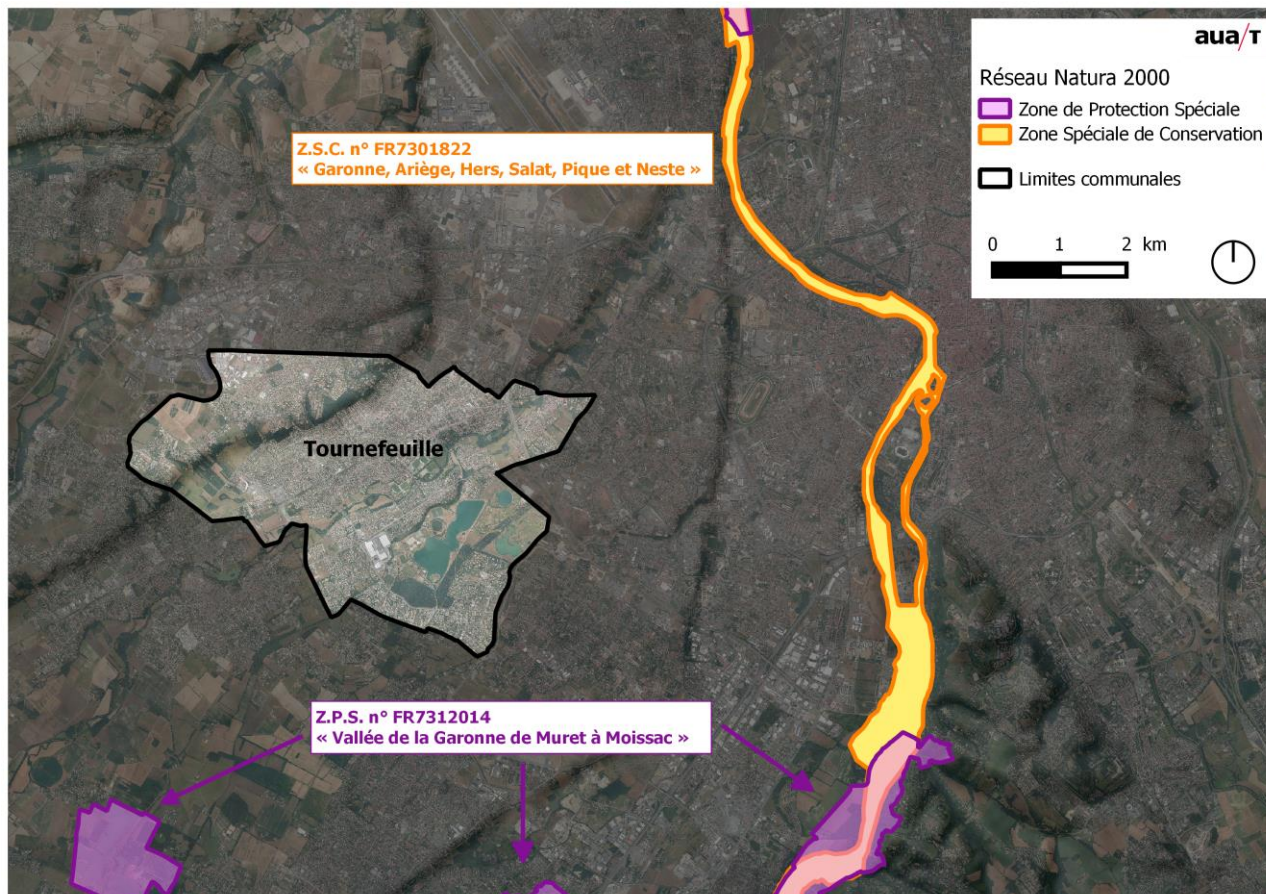 aua/T
Réseau Natura 2000
Zone de Protection Spéciale
Zone Spéciale de Conservation
Limites communales
0 1 2 km
Z.S.C. n° FR7301822
« Garonne, Ariège, Hers, Salat, Pique et Neste »
Tournefeuille
Z.P.S. n° FR7312014
« Vallée de la Garonne de Muret à Moissac »